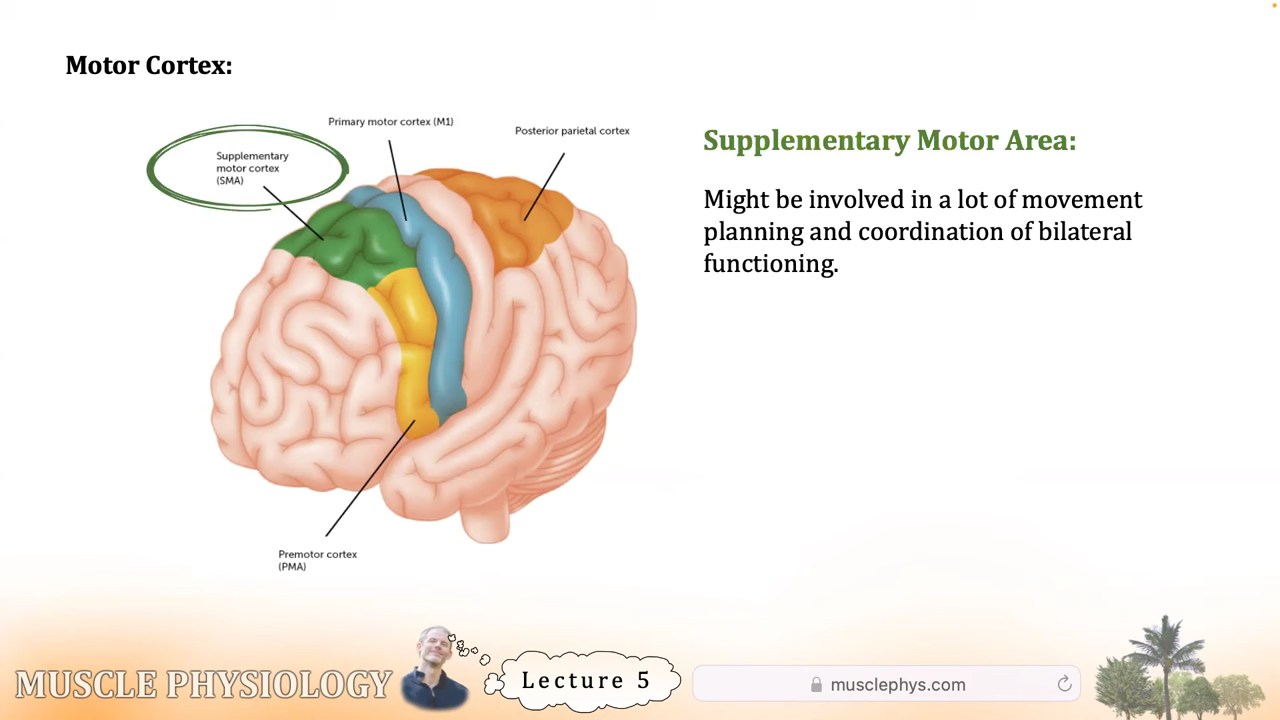 Motor Cortex:
Primary motor cortex (M1)
Posterior parietal cortex
Supplementary
motor cortex
(SMA)
Premotor cortex
(PMA)
Supplementary Motor Area:
Might be involved in a lot of movement
planning and coordination of bilateral
functioning.
MUSCLE PHYSIOLOGY
Lecture 5
musclephys.com